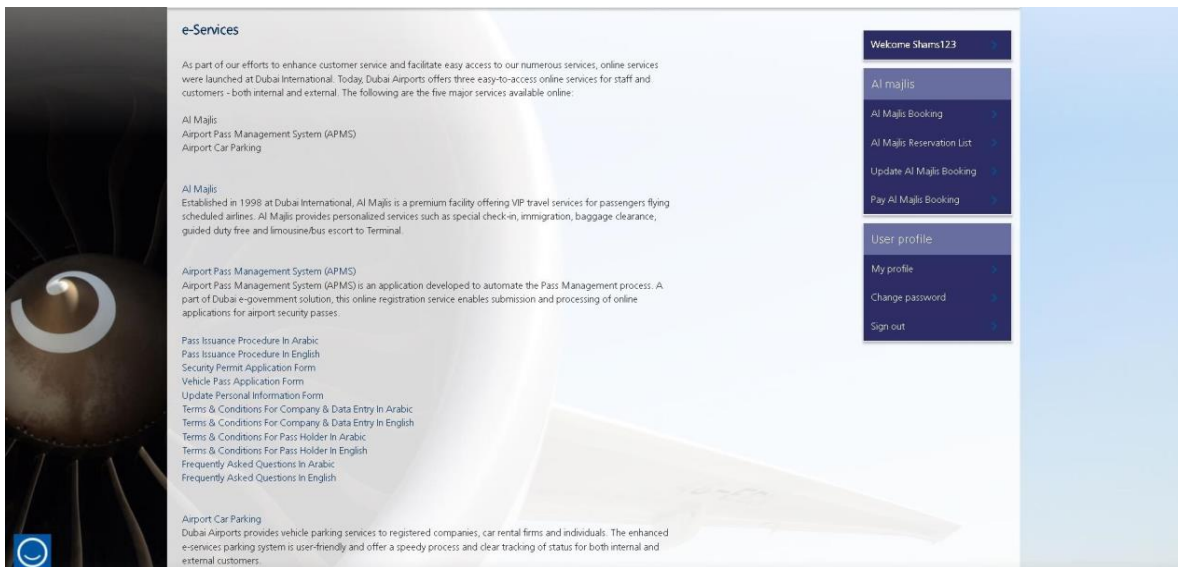 e-Services
As part of our efforts to enhance customer service and facilitate easy access to our numerous services, online services
were launched at Dubai International. Today, Dubai Airports offers three easy-to-access online services for staff and
customers - both internal and external. The following are the five major services available online:
Al Majlis
Airport Pass Management System (APMS)
Airport Car Parking
Al Majlis
Established in 1998 at Dubai International, Al Majlis is a premium facility offering VIP travel services for passengers flying
scheduled airlines. Al Majlis provides personalized services such as special check-in, immigration, baggage clearance,
guided duty free and limousine/bus escort to Terminal.
Airport Pass Management System (APMS)
Airport Pass Management System (APMS) is an application developed to automate the Pass Management process. A
part of Dubai e-government solution, this online registration service enables submission and processing of online
applications for airport security passes.
Pass Issuance Procedure In Arabic
Pass Issuance Procedure In English
Security Permit Application Form
Vehicle Pass Application Form
Update Personal Information Form
Terms & Conditions For Company & Data Entry In Arabic
Terms & Conditions For Company & Data Entry In English
Terms & Conditions For Pass Holder In Arabic
Terms & Conditions For Pass Holder In English
Frequently Asked Questions In Arabic
Frequently Asked Questions In English
Airport Car Parking
Dubai Airports provides vehicle parking services to registered companies, car rental firms and individuals. The enhanced
e-services parking system is user-friendly and offer a speedy process and clear tracking of status for both internal and
external customers.
Welcome Shams123
Al majlis
Al Majlis Booking
Al Majlis Reservation List
Update Al Majlis Booking
Pay Al Majlis Booking
User profile
My profile
Change password
Sign out